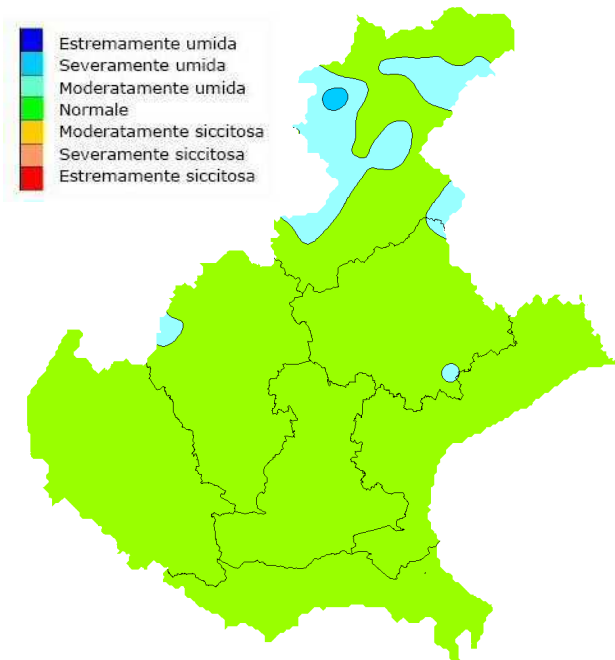 Estremamente umida
Severamente umida
Moderatamente umida
Normale
Moderatamente siccitosa
Severamente siccitosa
Estremamente siccitosa